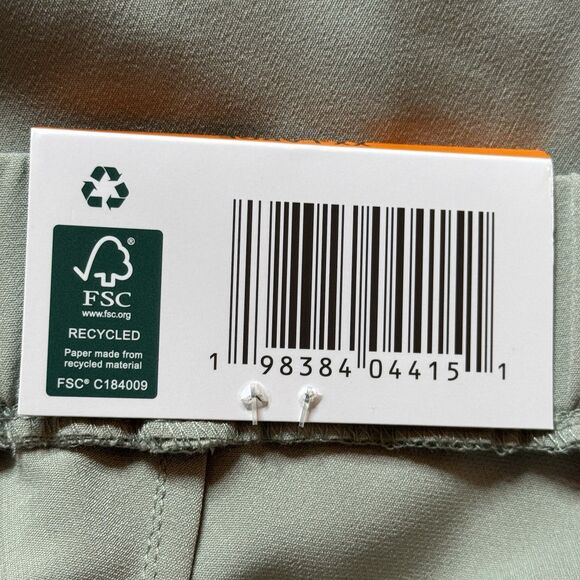 FSC
www.fsc.org
RECYCLED
Paper made from
recycled material
FSC® C184009
1 98384 04415 1